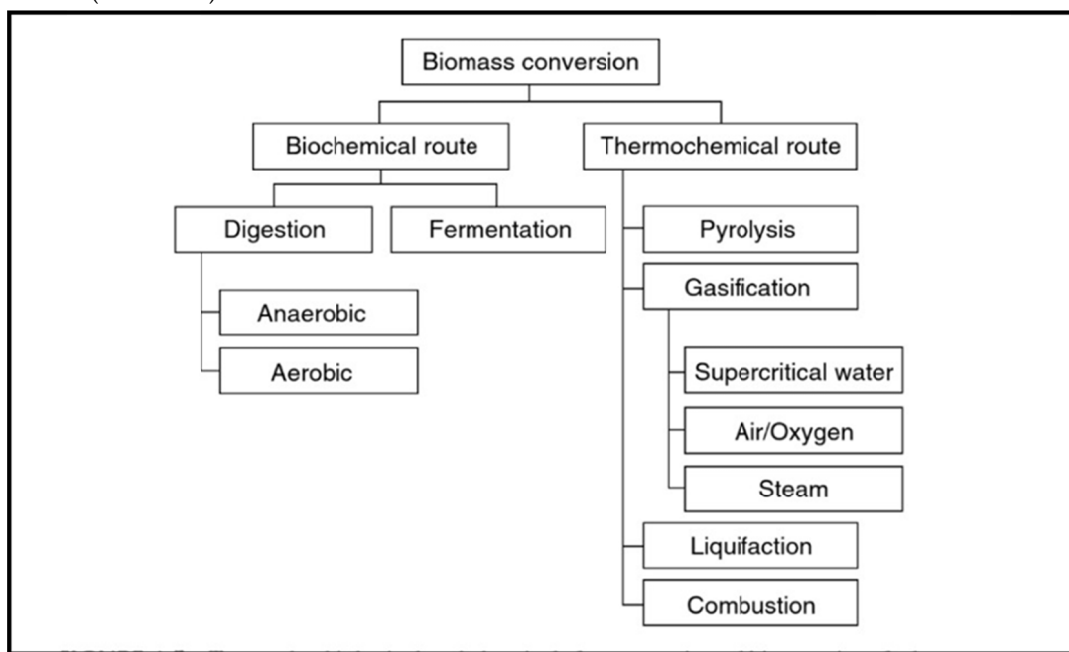 Biomass conversion
Biochemical route
Thermochemical route
Digestion
Fermentation
Pyrolysis
Gasification
Anaerobic
Aerobic
Supercritical water
Air/Oxygen
Steam
Liquifaction
Combustion